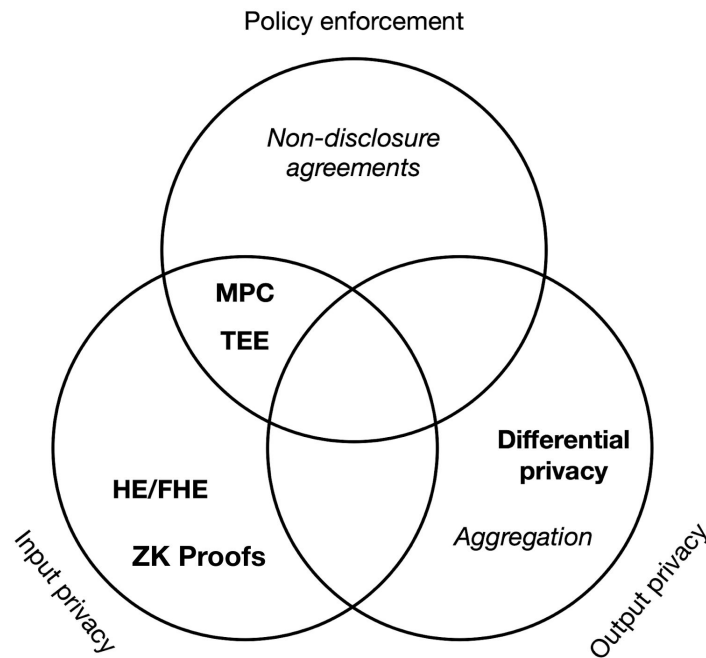 Policy enforcement
Non-disclosure
agreements
MPC
TEE
Differential
privacy
HE/FHE
Aggregation
ZK Proofs
Input privacy
Output privacy